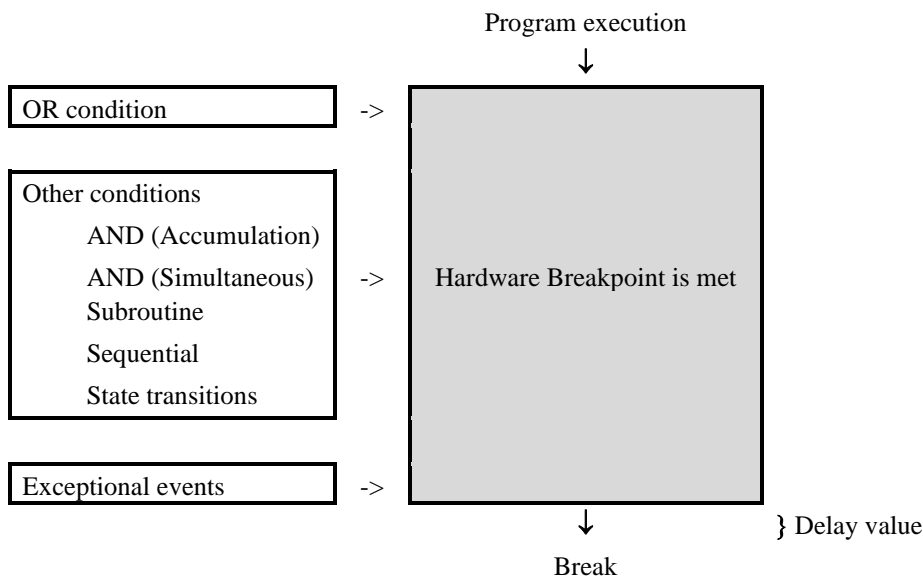 Program execution
↓
OR condition
->
Other conditions
AND (Accumulation)
AND (Simultaneous)
->
Hardware Breakpoint is met
Subroutine
Sequential
State transitions
Exceptional events
->
↓
} Delay value
Break